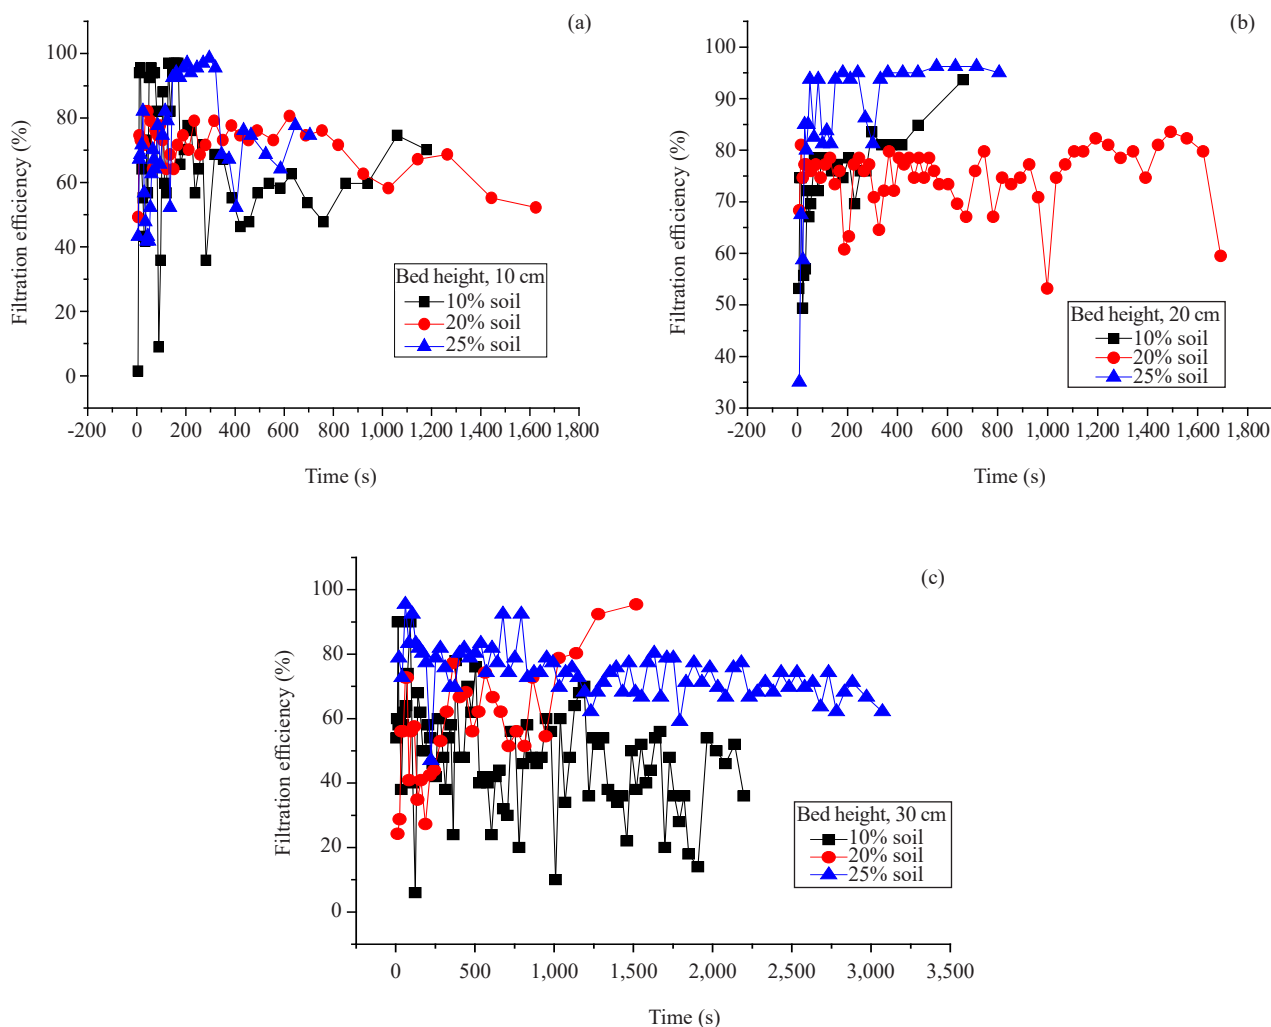 (a)
100
80
60
40
20
0
Filtration efficiency (%)
Bed height, 10 cm
10% soil
20% soil
25% soil
-200 0 200 400 600 800 1,000 1,200 1,400 1,600 1,800
Time (s)
(b)
100
90
80
70
60
50
40
30
Filtration efficiency (%)
Bed height, 20 cm
10% soil
20% soil
25% soil
-200 0 200 400 600 800 1,000 1,200 1,400 1,600 1,800
Time (s)
(c)
100
80
60
40
20
0
Filtration efficiency (%)
Bed height, 30 cm
10% soil
20% soil
25% soil
0 500 1,000 1,500 2,000 2,500 3,000 3,500
Time (s)